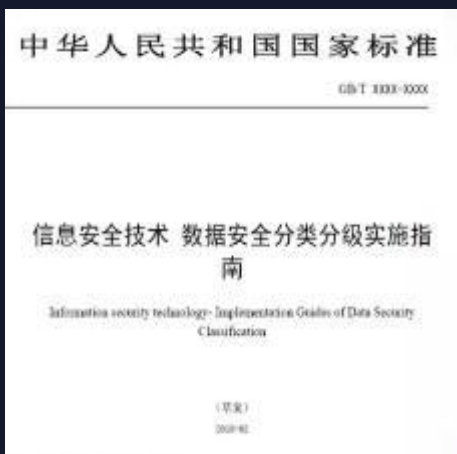 中华人民共和国国家标准
GB/T XXXX-XXXX
信息安全技术 数据安全分类分级实施指
南
Information security technology- Implementation Guides of Data Security
Classification
（草案）